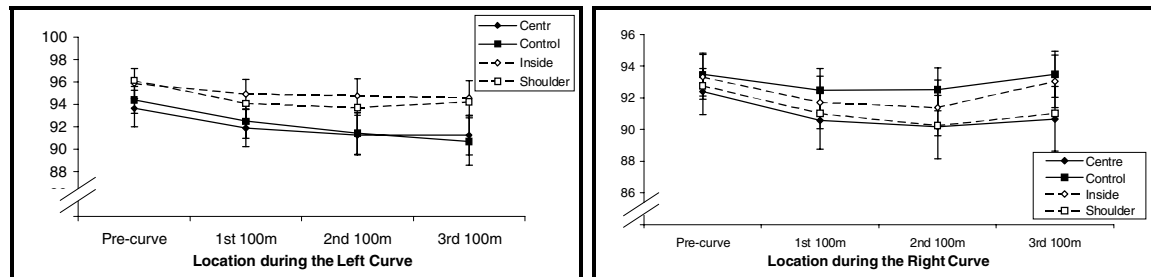 100
98
96
94
92
90
88
Centr
Control
Inside
Shoulder
Pre-curve 1st 100m 2nd 100m 3rd 100m
Location during the Left Curve
96
94
92
90
88
86
Centre
Control
Inside
Shoulder
Pre-curve 1st 100m 2nd 100m 3rd 100m
Location during the Right Curve